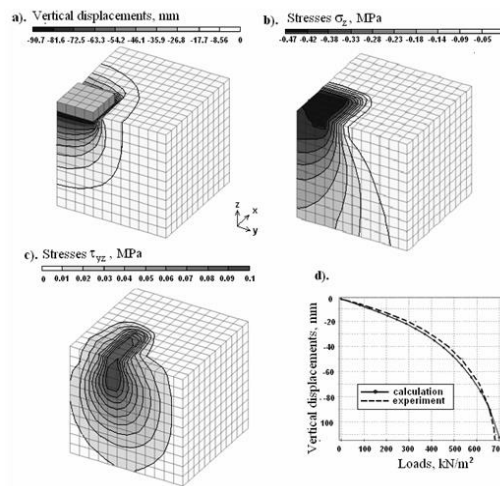 a). Vertical displacements, mm
-90.7 -81.6 -72.5 -63.3 -54.2 -46.1 -35.9 -26.8 -17.7 -8.56 0
b). Stresses σz, MPa
-0.47 -0.42 -0.38 -0.33 -0.28 -0.23 -0.18 -0.14 -0.09 -0.05
z
x
y
c). Stresses τyz, MPa
0 0.01 0.02 0.03 0.04 0.05 0.06 0.07 0.08 0.09 0.1
d).
Vertical displacements, mm
0
-20
-40
-60
-80
100
calculation
experiment
0 100 200 300 400 500 600 70
Loads, kN/m²